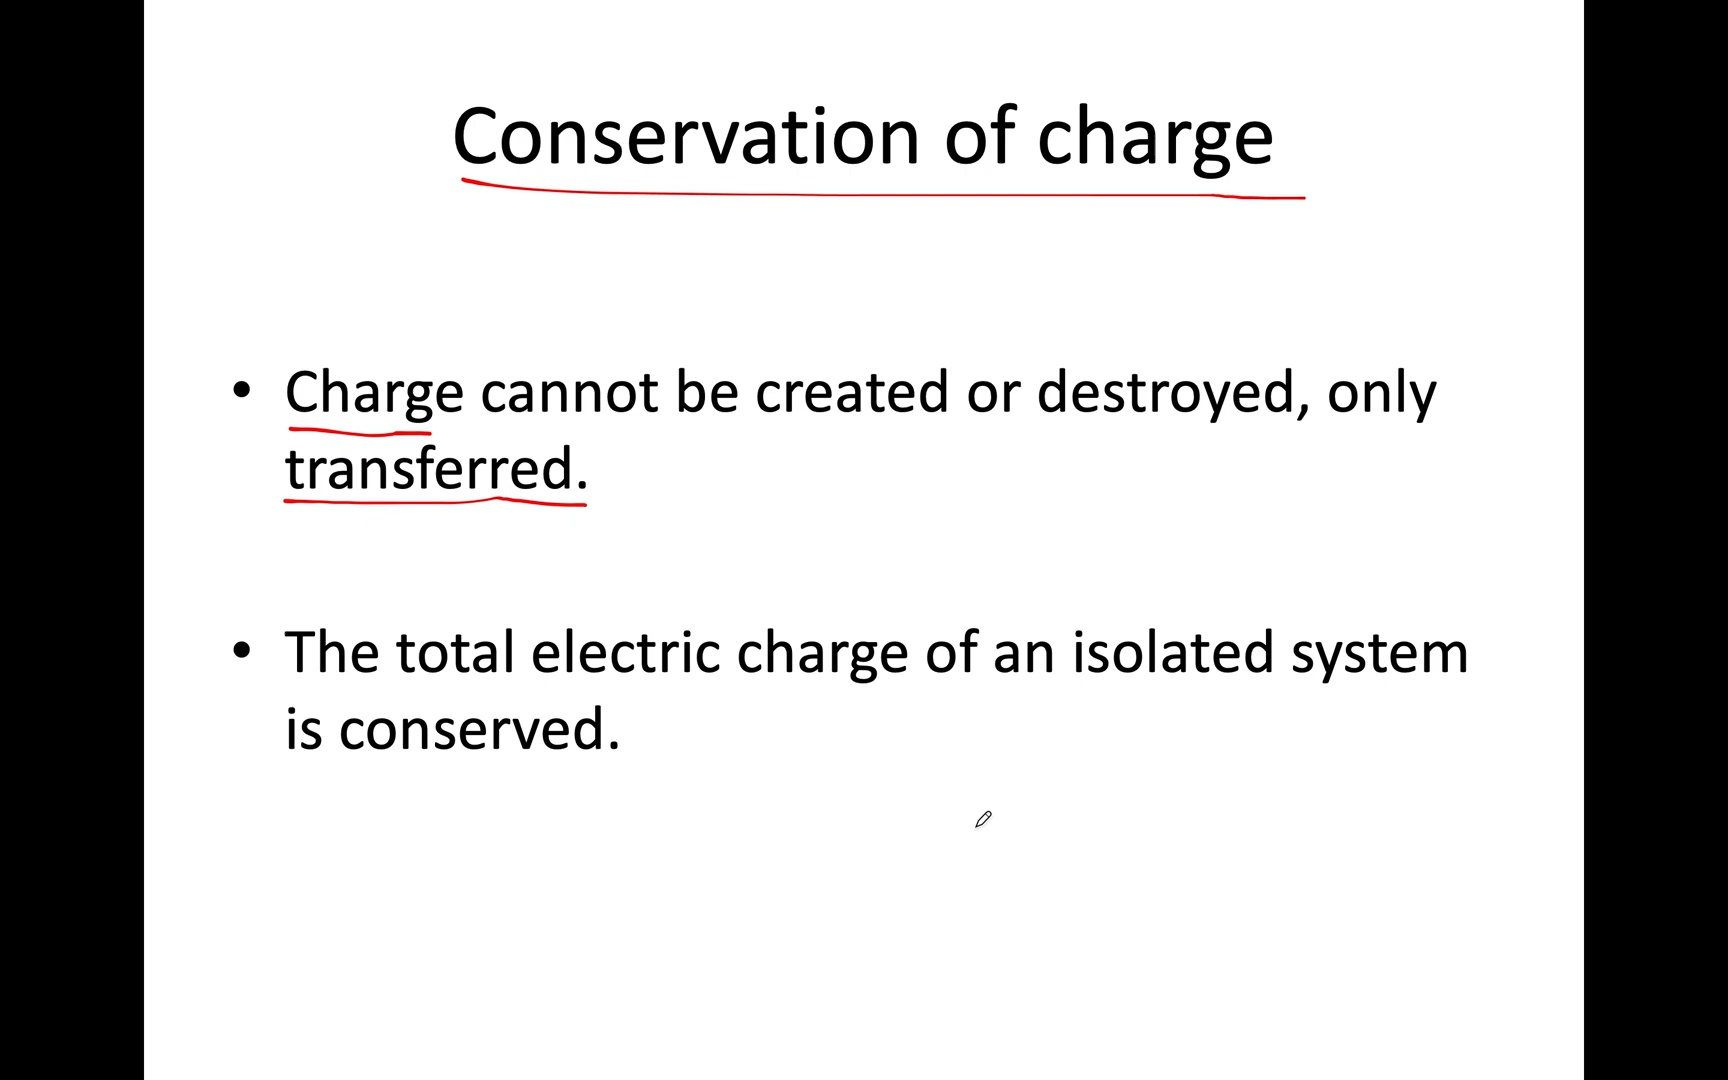 Conservation of charge
• Charge cannot be created or destroyed, only
transferred.
• The total electric charge of an isolated system
is conserved.